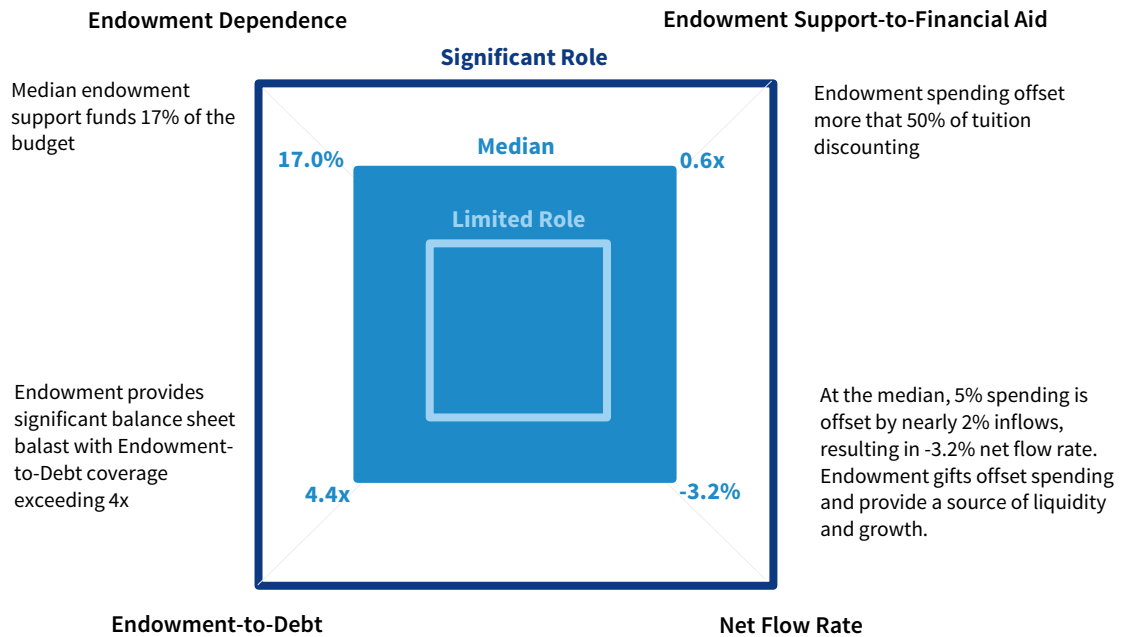 Endowment Dependence
Endowment Support-to-Financial Aid
Significant Role
Median endowment
support funds 17% of the
budget
Endowment spending offset
more that 50% of tuition
discounting
Median
17.0%
0.6x
Limited Role
Endowment provides
significant balance sheet
balast with Endowment-
to-Debt coverage
exceeding 4x
At the median, 5% spending is
offset by nearly 2% inflows,
resulting in -3.2% net flow rate.
Endowment gifts offset spending
and provide a source of liquidity
and growth.
4.4x
-3.2%
Endowment-to-Debt
Net Flow Rate